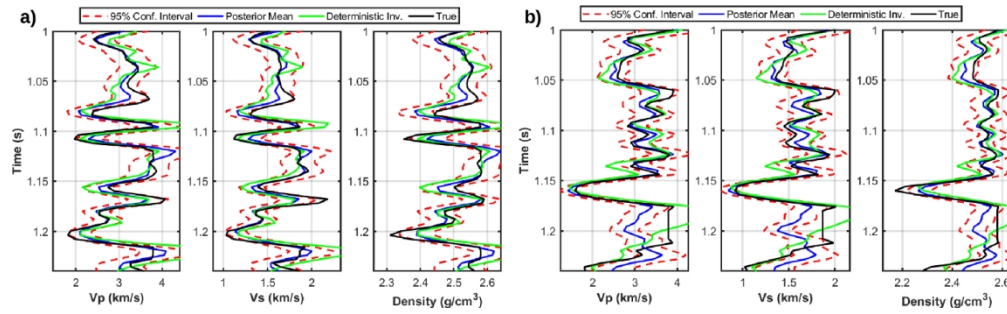 a)
95% Conf. Interval Posterior Mean Deterministic Inv. True
1
1.05
1.1
1.15
1.2
Time (s)
2 3 4
1 1.5 2
2.3 2.4 2.5 2.6
Vp (km/s) Vs (km/s) Density (g/cm³)
b)
95% Conf. Interval Posterior Mean Deterministic Inv. True
1
1.05
1.1
1.15
1.2
Time (s)
2 3 4
1 1.5 2
2.2 2.4 2.6
Vp (km/s) Vs (km/s) Density (g/cm³)